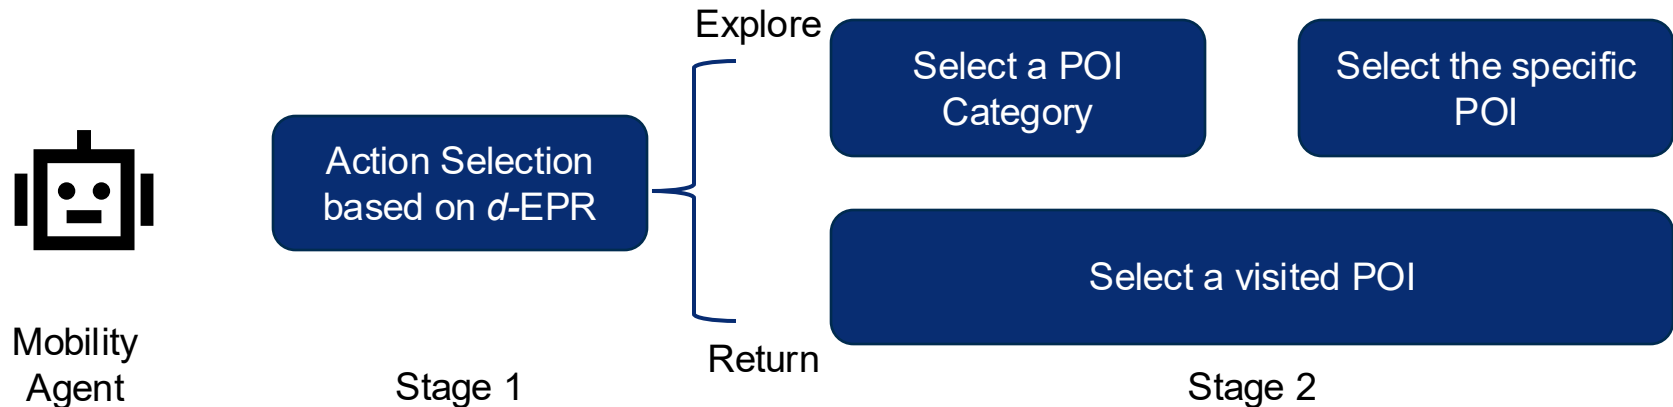 Mobility
Agent
Action Selection
based on d-EPR
Stage 1
Explore
Return
Select a POI
Category
Select the specific
POI
Select a visited POI
Stage 2